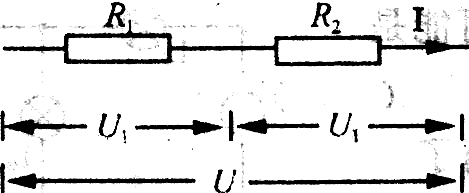 R₁ R₂ I
U₁ U₁
U